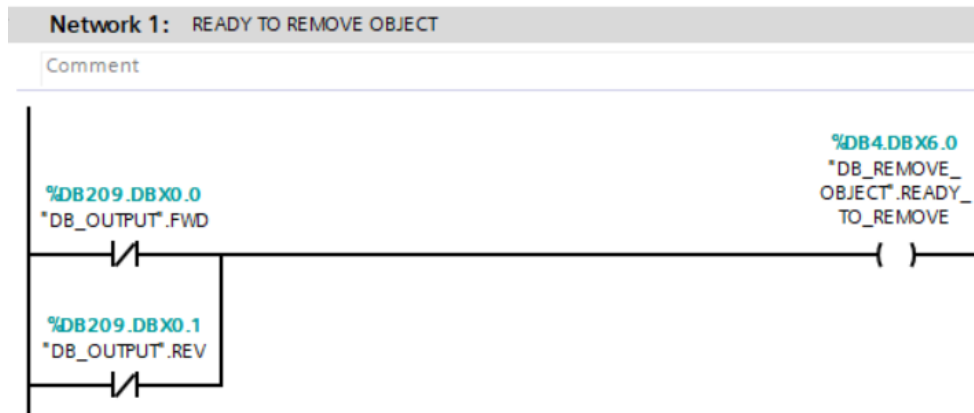 Network 1: READY TO REMOVE OBJECT
Comment
%DB4.DBX6.0
"DB_REMOVE_
OBJECT".READY_
TO_REMOVE
%DB209.DBX0.0
"DB_OUTPUT".FWD
%DB209.DBX0.1
"DB_OUTPUT".REV